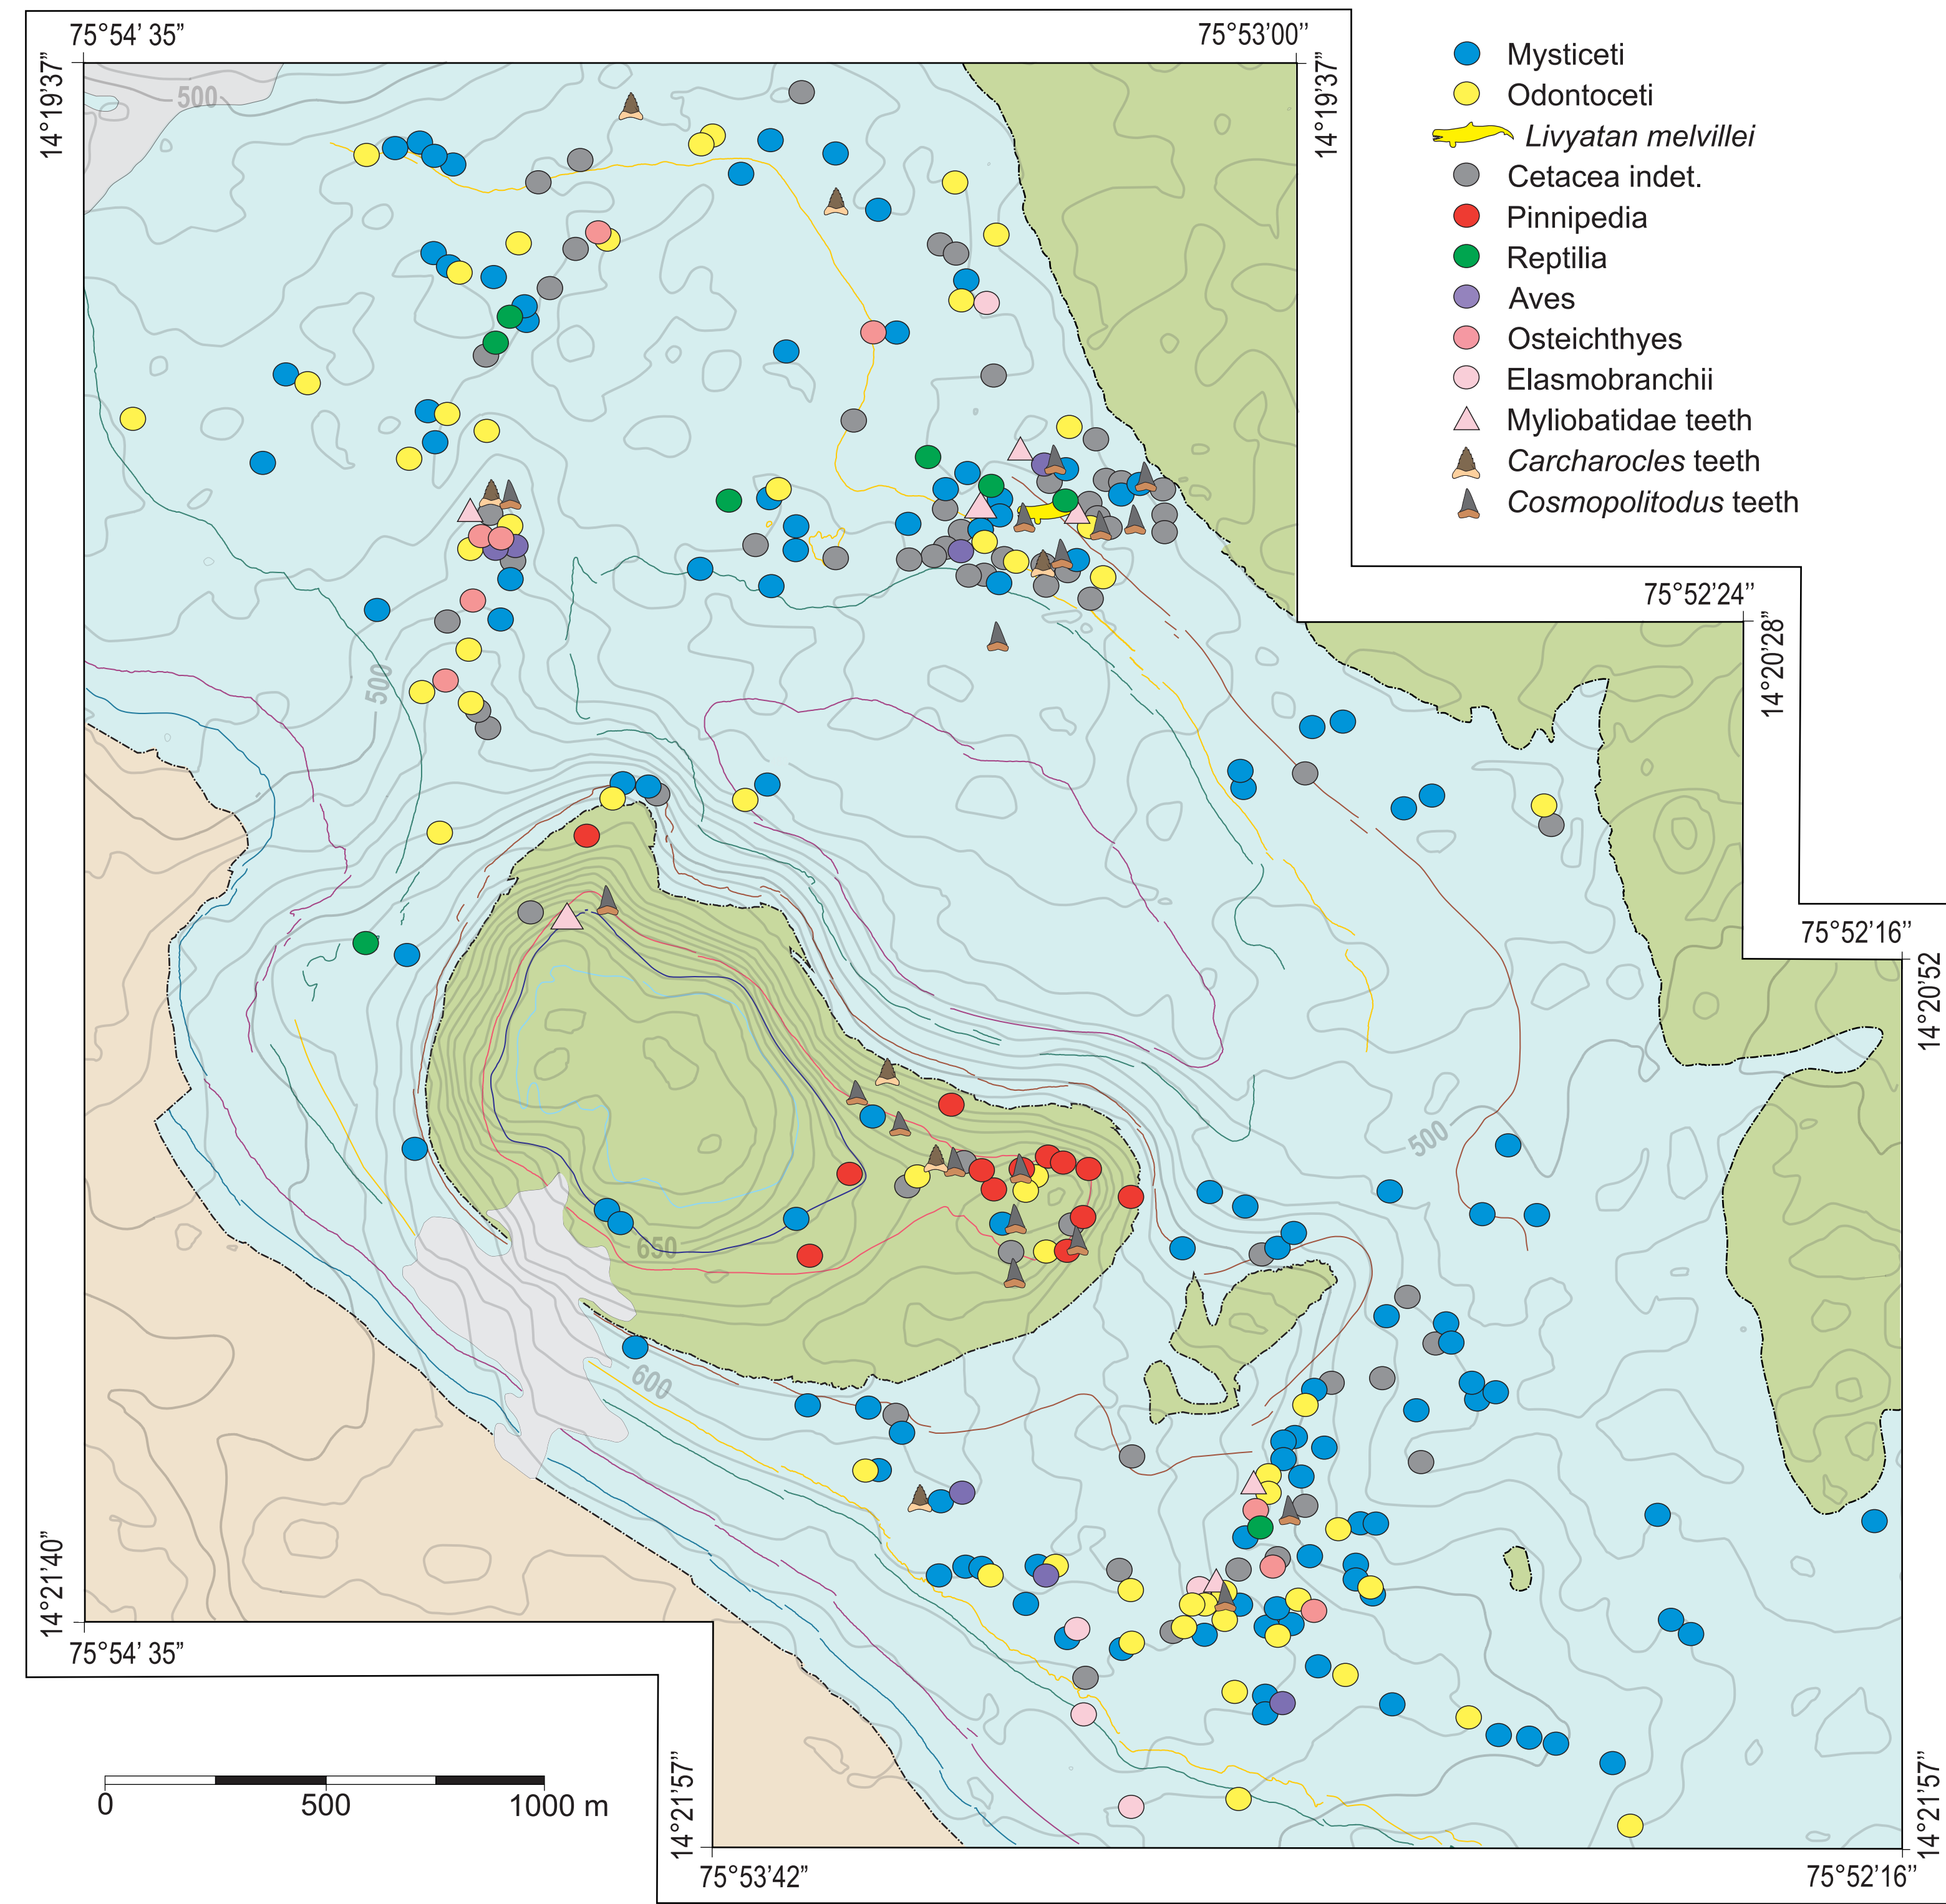 75°54’ 35’’
75°53’00’’
14°19’37’’
14°19’37’’
Mysticeti
Odontoceti
Livyatan melvillei
Cetacea indet.
Pinnipedia
Reptilia
Aves
Osteichthyes
Elasmobranchii
Myliobatidae teeth
Carcharocles teeth
Cosmopolitodus teeth
500
75°52’24’’
14°20’28’’
500
75°52’16’’
14°20’52
500
650
600
14°21’40’’
75°54’ 35’’
0 500 1000 m
14°21’57’’
14°21’57’’
75°53’42’’
75°52’16’’